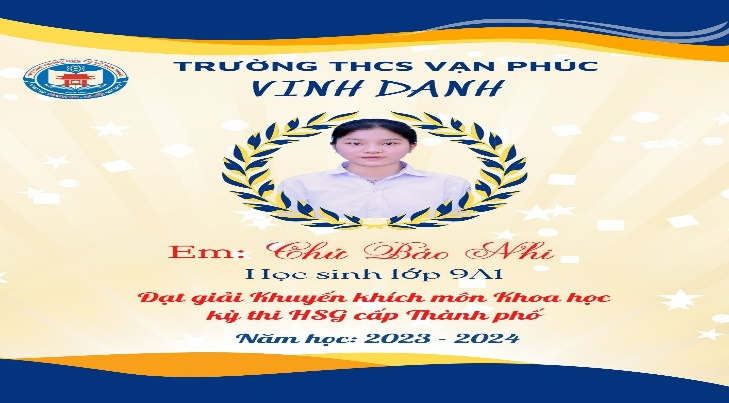 TRƯỜNG THCS VẠN PHÚC
VINH DANH
Em: Chử Bảo Nhi
Học sinh lớp 9A1
Đạt giải Khuyến khích môn Khoa học
kỳ thi HSG cấp Thành phố
Năm học: 2023 - 2024